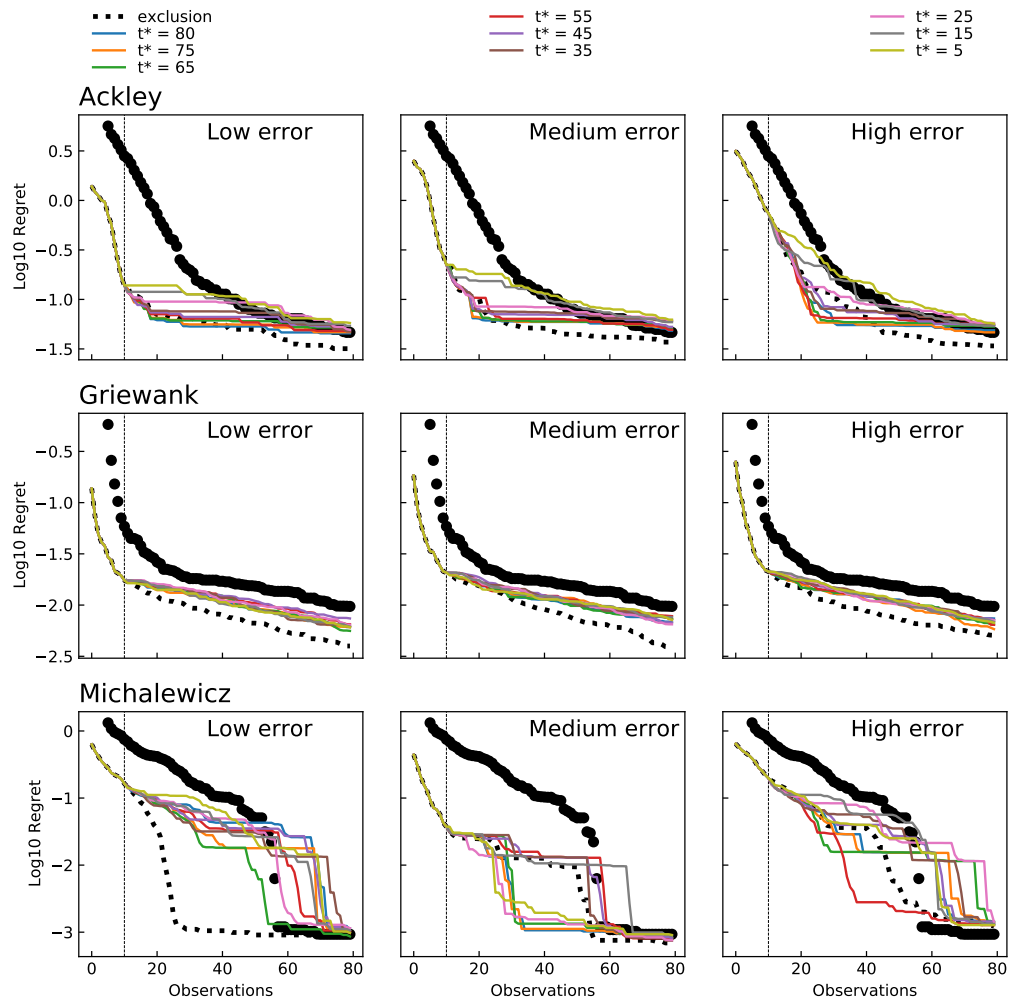 exclusion
t* = 80
t* = 75
t* = 65
t* = 55
t* = 45
t* = 35
t* = 25
t* = 15
t* = 5
Ackley
Low error
Medium error
High error
Log10 Regret
0.5
0.0
−0.5
−1.0
−1.5
Griewank
Low error
Medium error
High error
Log10 Regret
−0.5
−1.0
−1.5
−2.0
−2.5
Michalewicz
Low error
Medium error
High error
Log10 Regret
0
−1
−2
−3
0 20 40 60 80
0 20 40 60 80
0 20 40 60 80
Observations
Observations
Observations